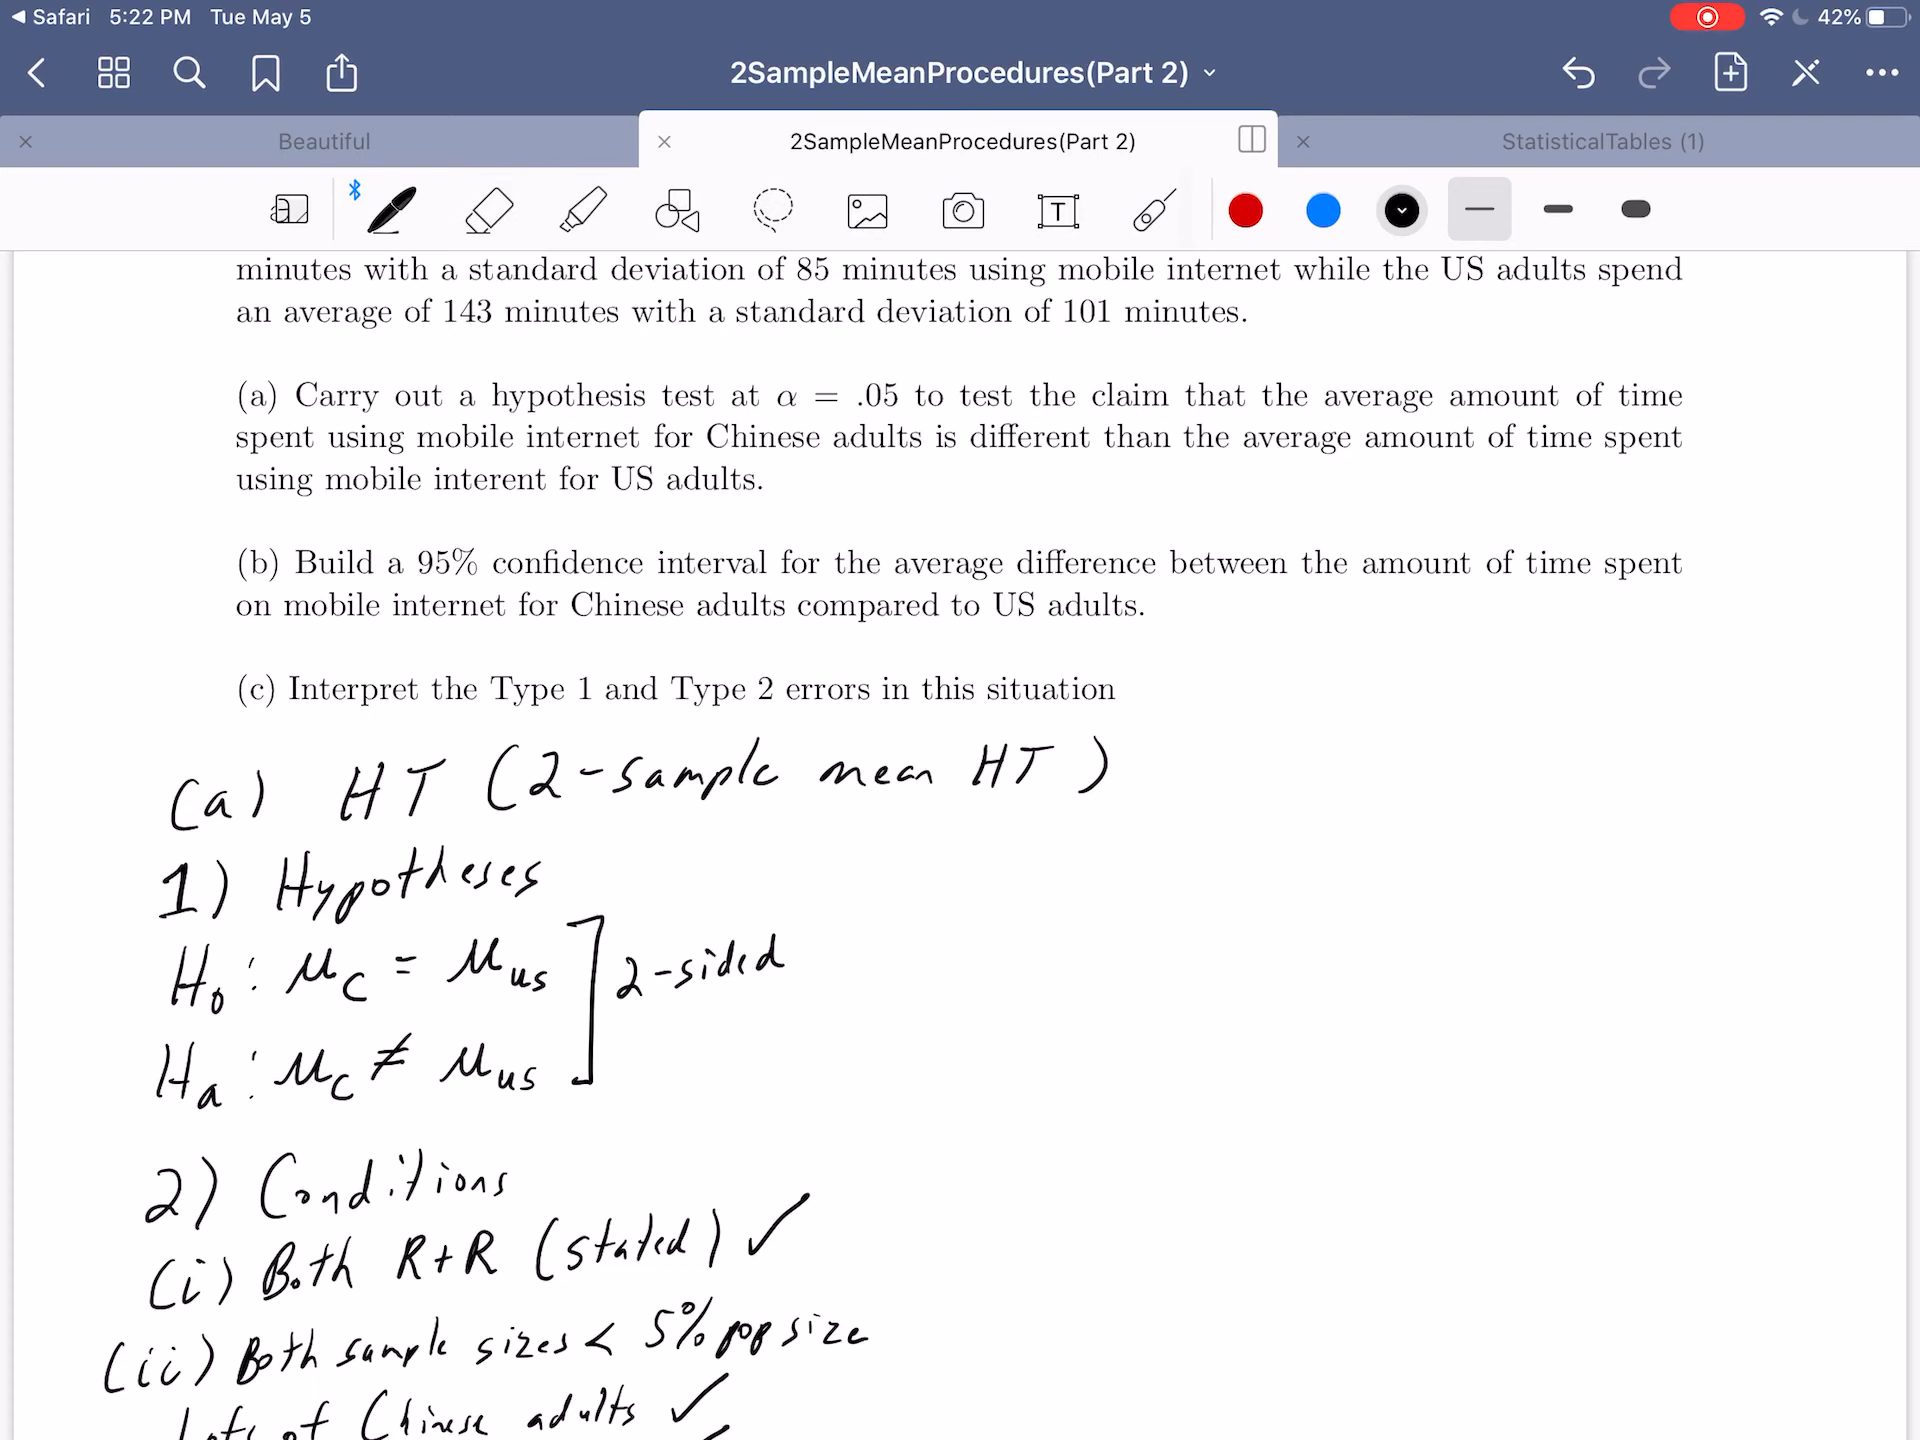 Safari 5:22 PM Tue May 5 42%
2SampleMeanProcedures(Part 2)
Beautiful 2SampleMeanProcedures(Part 2) StatisticalTables (1)
minutes with a standard deviation of 85 minutes using mobile internet while the US adults spend
an average of 143 minutes with a standard deviation of 101 minutes.
(a) Carry out a hypothesis test at α = .05 to test the claim that the average amount of time
spent using mobile internet for Chinese adults is different than the average amount of time spent
using mobile interent for US adults.
(b) Build a 95% confidence interval for the average difference between the amount of time spent
on mobile internet for Chinese adults compared to US adults.
(c) Interpret the Type 1 and Type 2 errors in this situation
(a) HT (2-sample mean HT)
1) Hypotheses
H₀: μ_C = μ_US ] 2-sided
Hₐ: μ_C ≠ μ_US
2) Conditions
(i) Both R+R (stated) ✓
(ii) Both sample sizes < 5% pop size
Lots of Chinese adults ✓